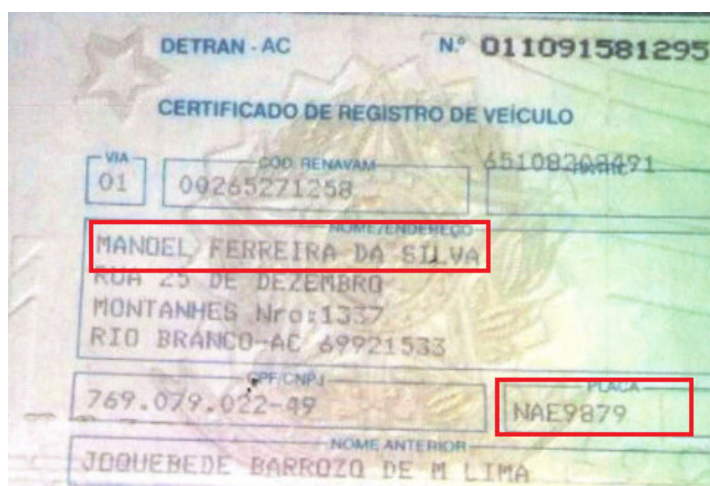 DETRAN - AC Nº 011091581295
CERTIFICADO DE REGISTRO DE VEÍCULO
VIA
01
COD. RENAVAM
00265271258
NOME/ENDEREÇO
MANOEL FERREIRA DA SILVA
RUA 25 DE DEZEMBRO
MONTANHES Nro:1337
RIO BRANCO-AC 69921533
CPF/CNPJ
769.079.022-49
PLACA
NAE9879
NOME ANTERIOR
JOQUEBEDE BARROZO DE M LIMA